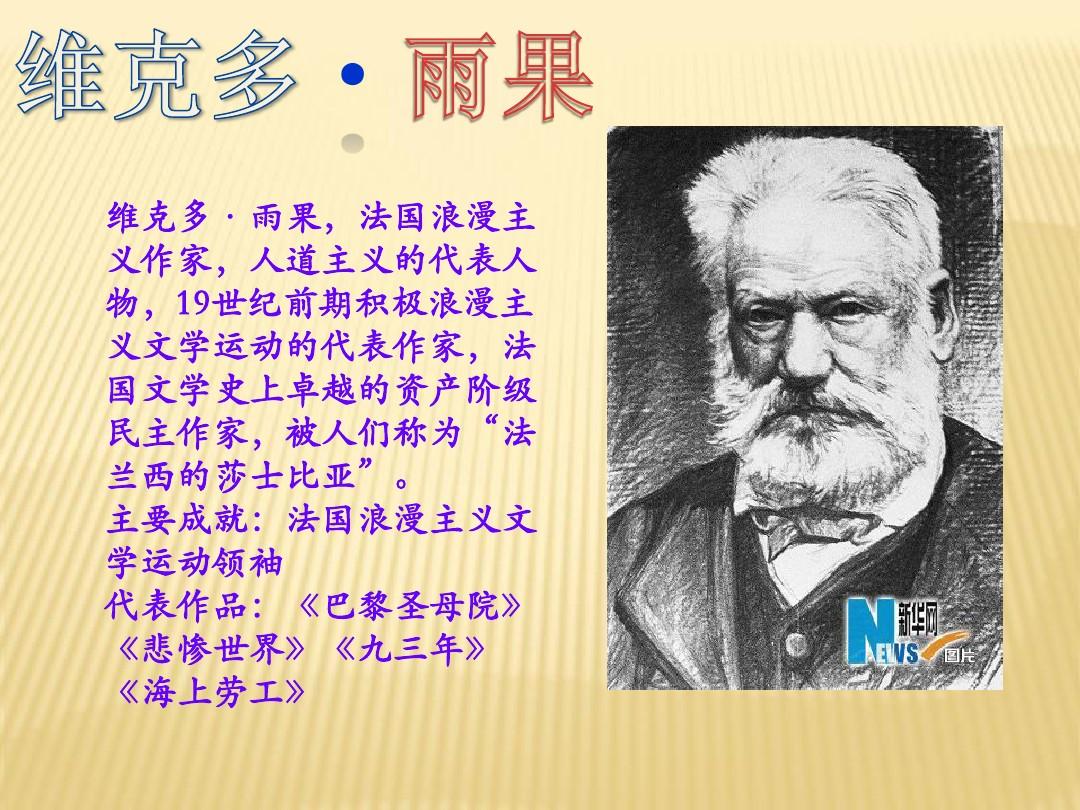 维克多·雨果
维克多·雨果，法国浪漫主
义作家，人道主义的代表人
物，19世纪前期积极浪漫主
义文学运动的代表作家，法
国文学史上卓越的资产阶级
民主作家，被人们称为“法
兰西的莎士比亚”。
主要成就：法国浪漫主义文
学运动领袖
代表作品：《巴黎圣母院》
《悲惨世界》《九三年》
《海上劳工》
新华网
NEWS
图片